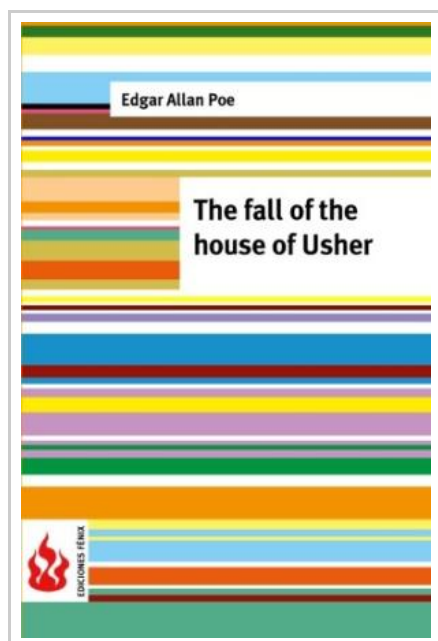 Edgar Allan Poe
The fall of the
house of Usher
EDICIONES FÉNIX